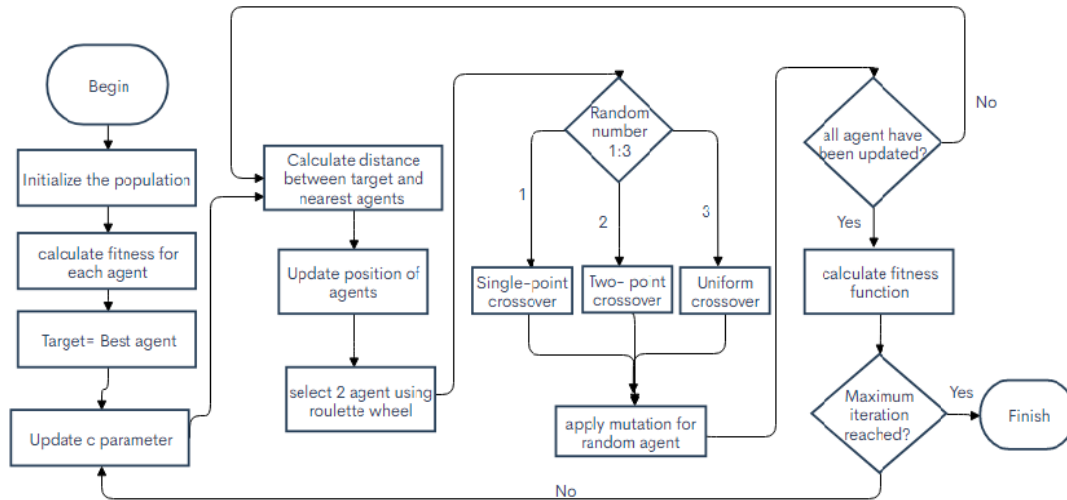 Begin
Initialize the population
calculate fitness for
each agent
Target= Best agent
Update c parameter
Calculate distance
between target and
nearest agents
Update position of
agents
select 2 agent using
roulette wheel
Random
number
1:3
1
2
3
Single-point
crossover
Two- point
crossover
Uniform
crossover
apply mutation for
random agent
all agent have
been updated?
No
Yes
calculate fitness
function
Maximum
iteration
reached?
Yes
Finish
No